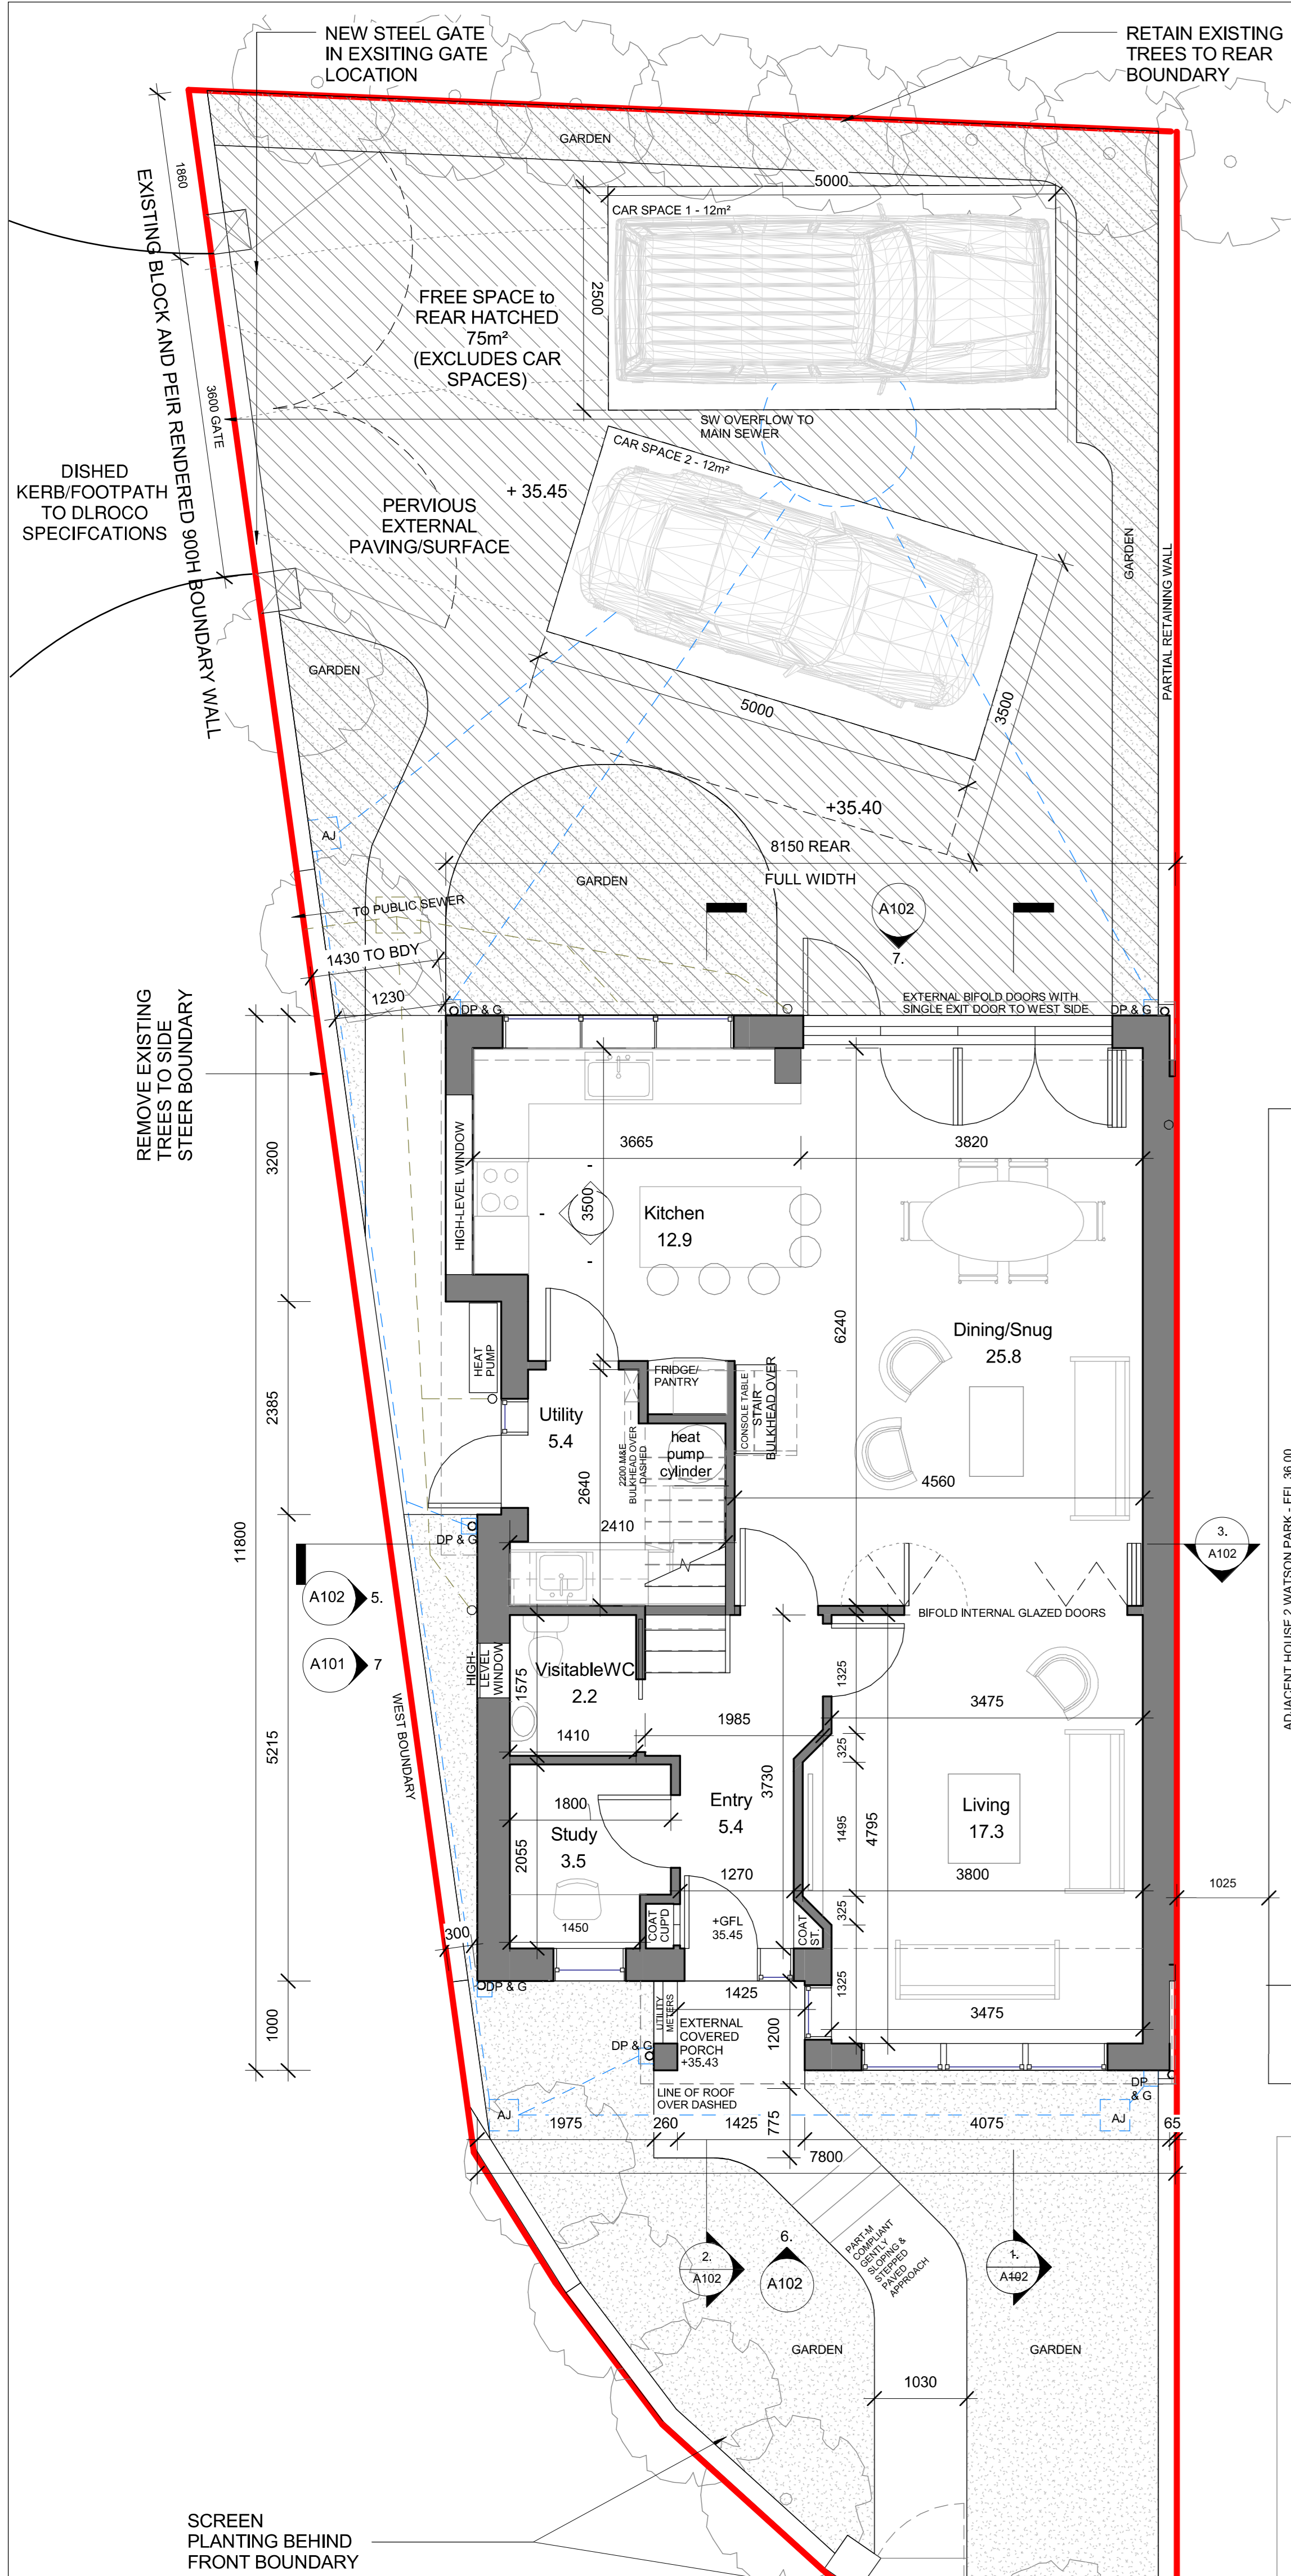 NEW STEEL GATE
IN EXSITING GATE
LOCATION
RETAIN EXISTING
TREES TO REAR
BOUNDARY
GARDEN
1860
5000
CAR SPACE 1 - 12m²
EXISTING BLOCK AND PEIR RENDERED 900H BOUNDARY WALL
2500
FREE SPACE to
REAR HATCHED
75m²
(EXCLUDES CAR
SPACES)
3600 GATE
SW OVERFLOW TO
MAIN SEWER
CAR SPACE 2 - 12m²
DISHED
KERB/FOOTPATH
TO DLROCO
SPECIFCATIONS
+ 35.45
PERVIOUS
EXTERNAL
PAVING/SURFACE
GARDEN
PARTIAL RETAINING WALL
GARDEN
5000
3500
+35.40
AJ
8150 REAR
FULL WIDTH
GARDEN
TO PUBLIC SEWER
A102
7.
1430 TO BDY
1230
REMOVE EXISTING
TREES TO SIDE
STEER BOUNDARY
DP & G
EXTERNAL BIFOLD DOORS WITH
SINGLE EXIT DOOR TO WEST SIDE
DP & G
3200
HIGH-LEVEL WINDOW
3665
3820
3500
Kitchen
12.9
6240
Dining/Snug
25.8
HEAT
PUMP
FRIDGE/
PANTRY
CONSOLE TABLE
STAIR
BULKHEAD OVER
2385
Utility
5.4
2200 M&E
BULKHEAD OVER
DASHED
heat
pump
cylinder
2640
4560
2410
11800
DP & G
3.
A102
ADJACENT HOUSE 2 WATSON PARK - FFL 36.00
A102
5.
BIFOLD INTERNAL GLAZED DOORS
A101
7
HIGH-
LEVEL
WINDOW
VisitableWC
2.2
1575
1410
1985
1325
3475
WEST BOUNDARY
5215
325
3730
1800
Entry
5.4
1495
4795
Living
17.3
Study
3.5
2055
1270
3800
1025
1450
COAT
CUP'D
+GFL
35.45
COAT
ST.
325
300
DP & G
1325
1000
UTILITY
METERS
1425
1200
3475
EXTERNAL
COVERED
PORCH
+35.43
DP & G
LINE OF ROOF
OVER DASHED
DP
& G
AJ
1975
260
1425
775
4075
AJ
65
7800
PART-M
COMPLIANT
GENTLY
SLOPING &
STEPPED
PAVED
APPROACH
2.
A102
6.
A102
1.
A102
GARDEN
GARDEN
1030
SCREEN
PLANTING BEHIND
FRONT BOUNDARY